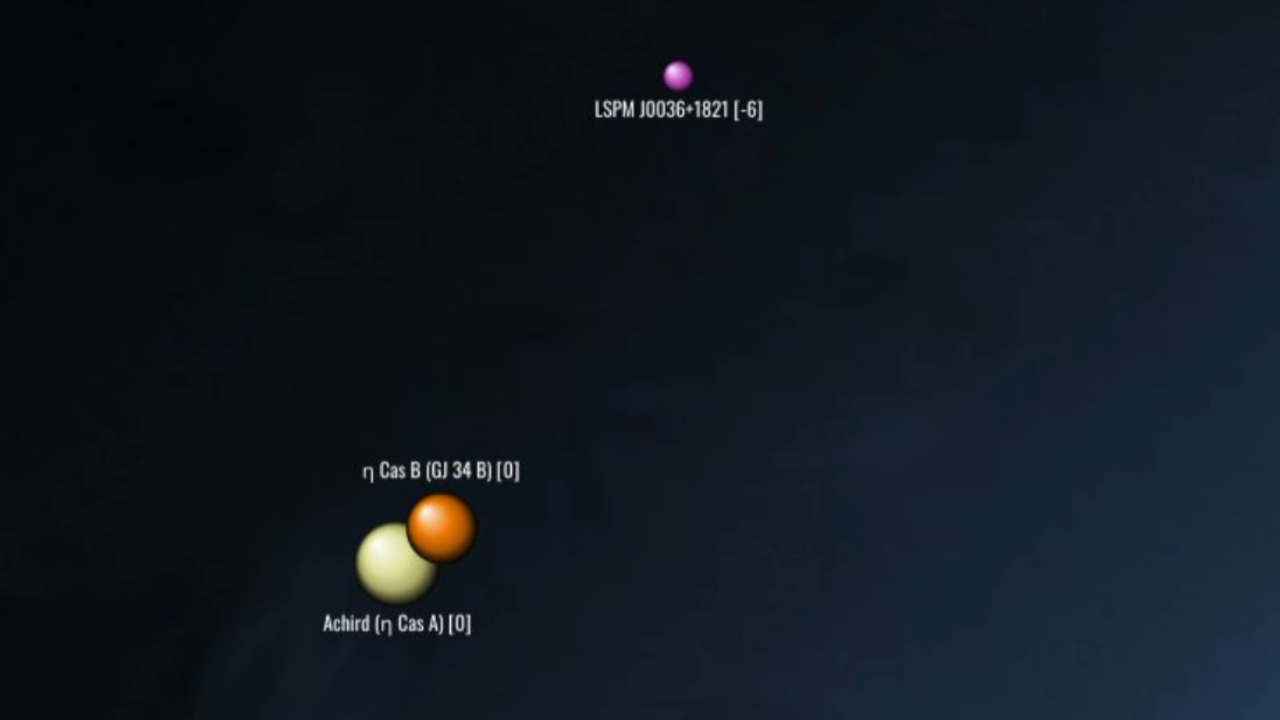 LSPM J0036+1821 [-6]
η Cas B (GJ 34 B) [0]
Achird (η Cas A) [0]